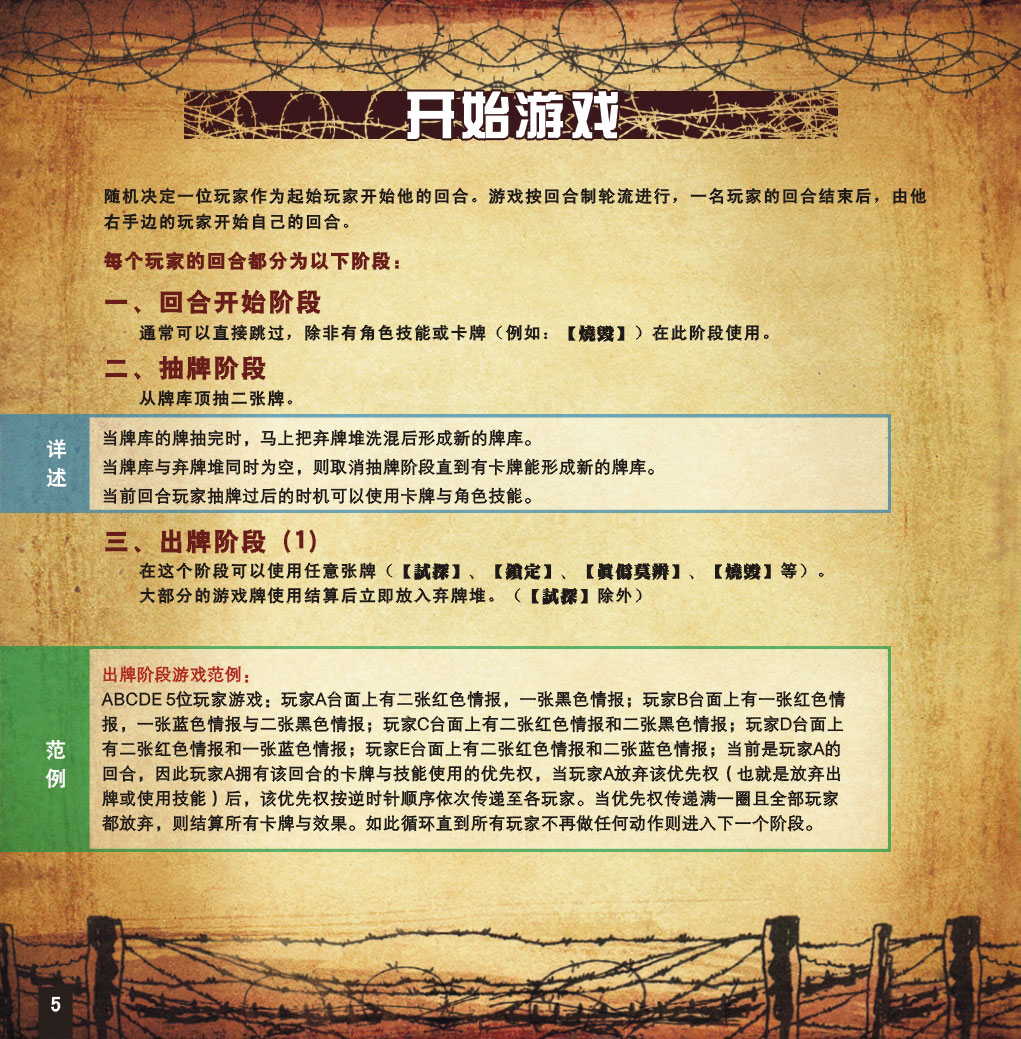 开始游戏
随机决定一位玩家作为起始玩家开始他的回合。游戏按回合制轮流进行，一名玩家的回合结束后，由他
右手边的玩家开始自己的回合。
每个玩家的回合都分为以下阶段：
一、回合开始阶段
通常可以直接跳过，除非有角色技能或卡牌（例如：【燒毀】）在此阶段使用。
二、抽牌阶段
从牌库顶抽二张牌。
详述
当牌库的牌抽完时，马上把弃牌堆洗混后形成新的牌库。
当牌库与弃牌堆同时为空，则取消抽牌阶段直到有卡牌能形成新的牌库。
当前回合玩家抽牌过后的时机可以使用卡牌与角色技能。
三、出牌阶段（1）
在这个阶段可以使用任意张牌（【試探】、【鎖定】、【真僞莫辨】、【燒毀】等）。
大部分的游戏牌使用结算后立即放入弃牌堆。（【試探】除外）
范例
出牌阶段游戏范例：
ABCDE 5位玩家游戏：玩家A台面上有二张红色情报，一张黑色情报；玩家B台面上有一张红色情
报，一张蓝色情报与二张黑色情报；玩家C台面上有二张红色情报和二张黑色情报；玩家D台面上
有二张红色情报和一张蓝色情报；玩家E台面上有二张红色情报和二张蓝色情报；当前是玩家A的
回合，因此玩家A拥有该回合的卡牌与技能使用的优先权，当玩家A放弃该优先权（也就是放弃出
牌或使用技能）后，该优先权按逆时针顺序依次传递至各玩家。当优先权传递满一圈且全部玩家
都放弃，则结算所有卡牌与效果。如此循环直到所有玩家不再做任何动作则进入下一个阶段。
5